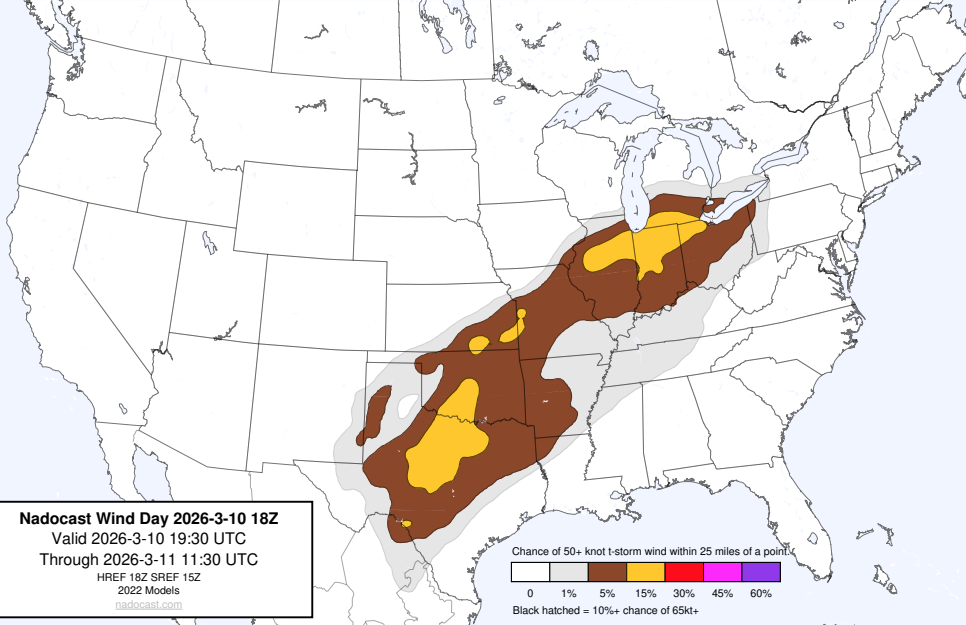 Nadocast Wind Day 2026-3-10 18Z
Valid 2026-3-10 19:30 UTC
Through 2026-3-11 11:30 UTC
HREF 18Z SREF 15Z
2022 Models
nadocast.com
Chance of 50+ knot t-storm wind within 25 miles of a point.
0 1% 5% 15% 30% 45% 60%
Black hatched = 10%+ chance of 65kt+